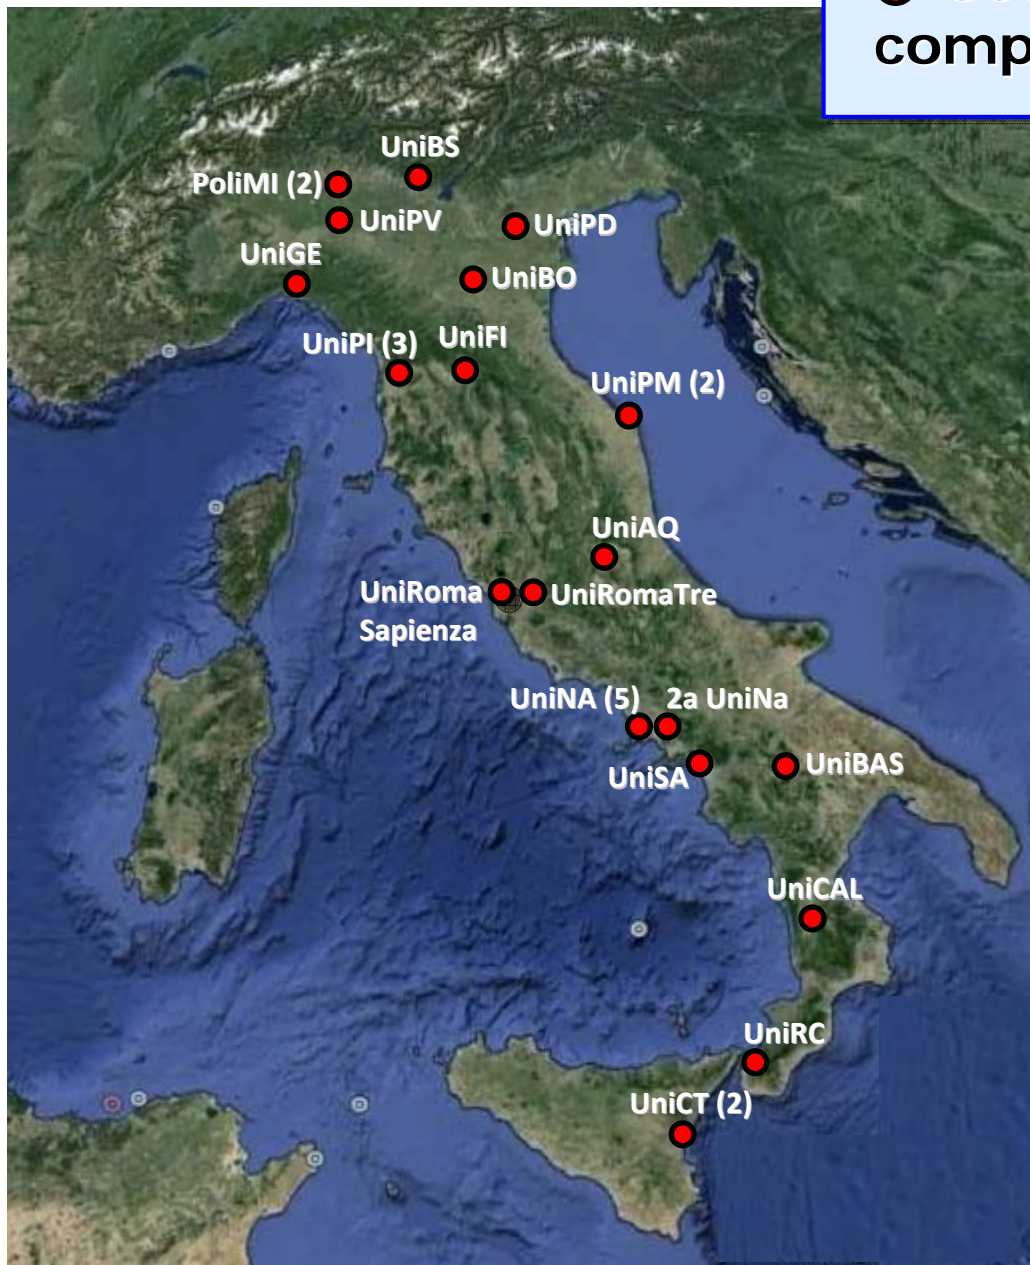 comp
UniBS
PoliMI (2)
UniPV
UniPD
UniGE
UniBO
UniPI (3)
UniFI
UniPM (2)
UniAQ
UniRoma
Sapienza
UniRomaTre
UniNA (5)
2a UniNa
UniSA
UniBAS
UniCAL
UniRC
UniCT (2)